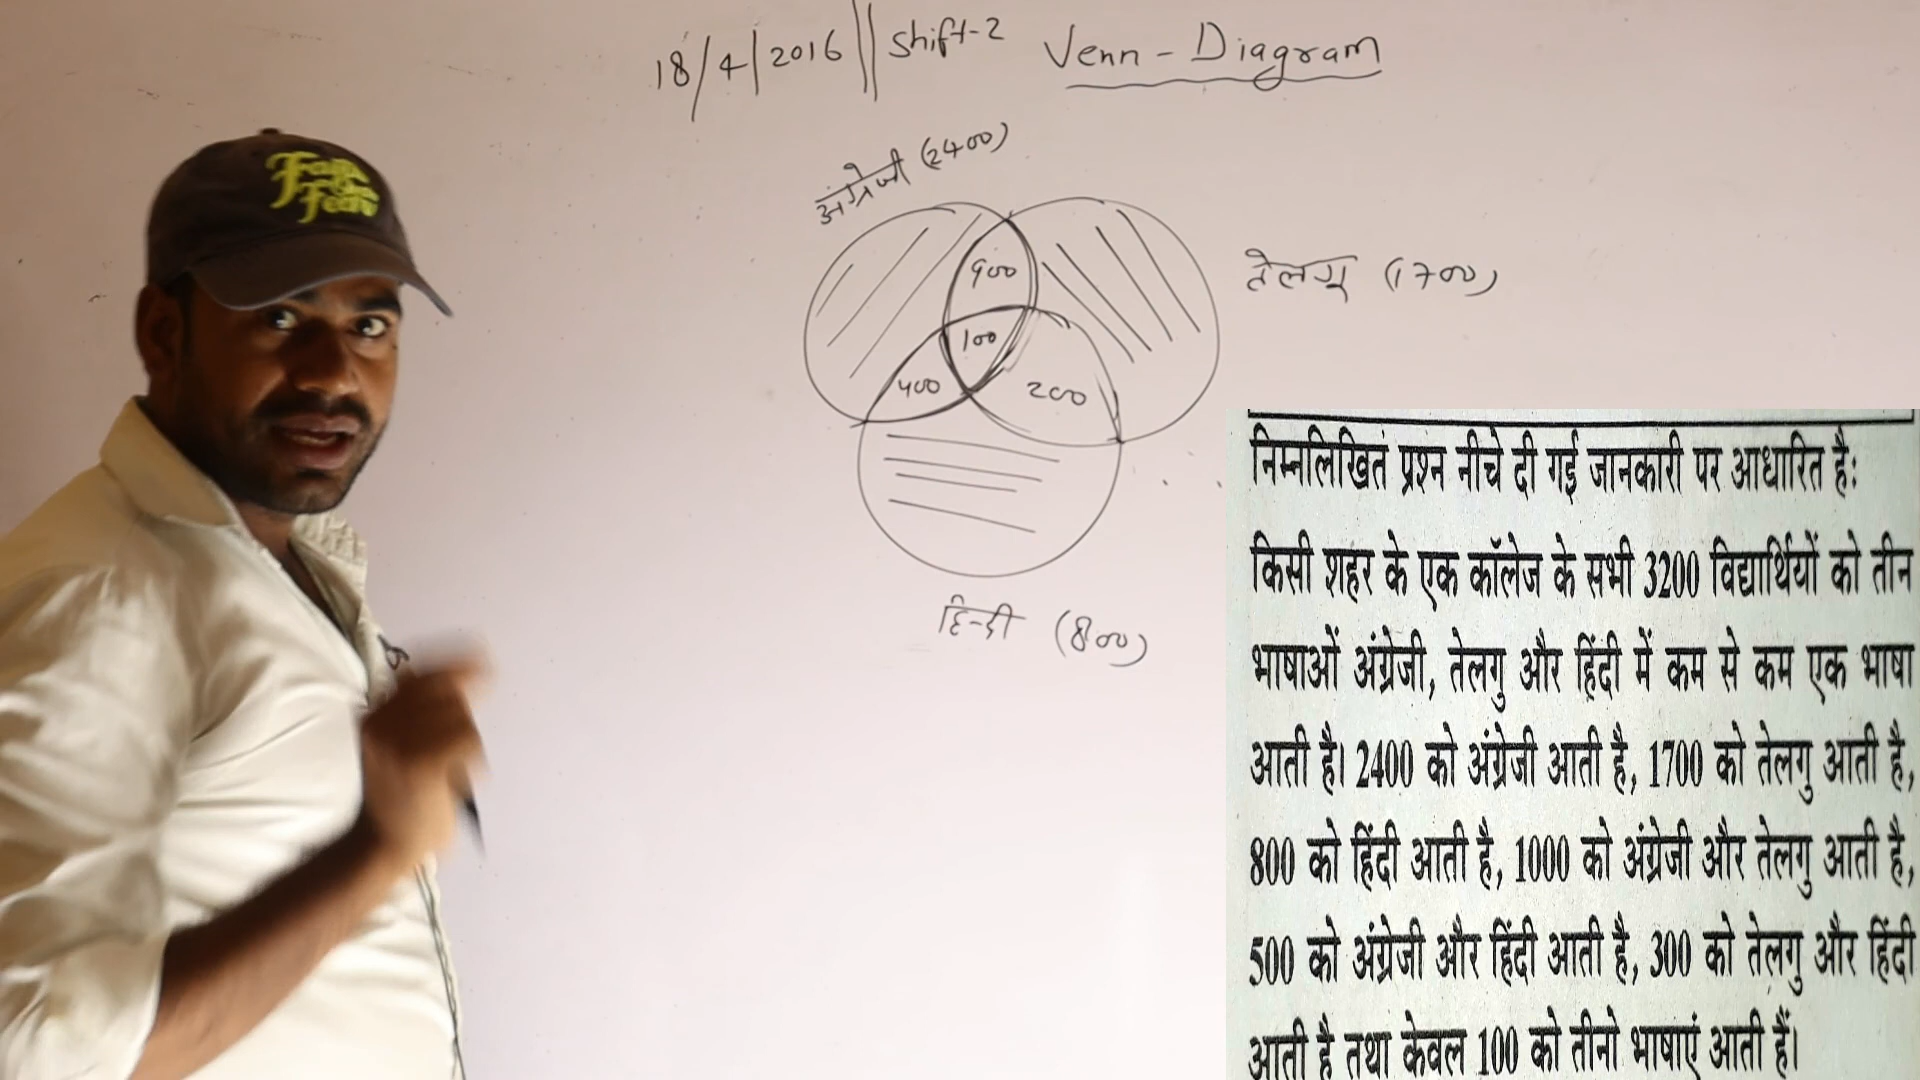 18/4/2016 || Shift-2 Venn-Diagram
अंग्रेजी (2400)
तेलगू (1700)
900
100
400
200
हिन्दी (800)
निम्नलिखित प्रश्न नीचे दी गई जानकारी पर आधारित है:
किसी शहर के एक कॉलेज के सभी 3200 विद्यार्थियों को तीन
भाषाओं अंग्रेजी, तेलगु और हिंदी में कम से कम एक भाषा
आती है। 2400 को अंग्रेजी आती है, 1700 को तेलगु आती है,
800 को हिंदी आती है, 1000 को अंग्रेजी और तेलगु आती है,
500 को अंग्रेजी और हिंदी आती है, 300 को तेलगु और हिंदी
आती है तथा केवल 100 को तीनो भाषाएं आती हैं।